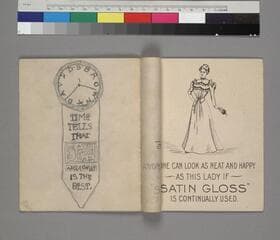 TIME
TELLS
THAT
IS THE
BEST.
ANYONE CAN LOOK AS NEAT AND HAPPY
AS THIS LADY IF
"SATIN GLOSS"
IS CONTINUALLY USED.